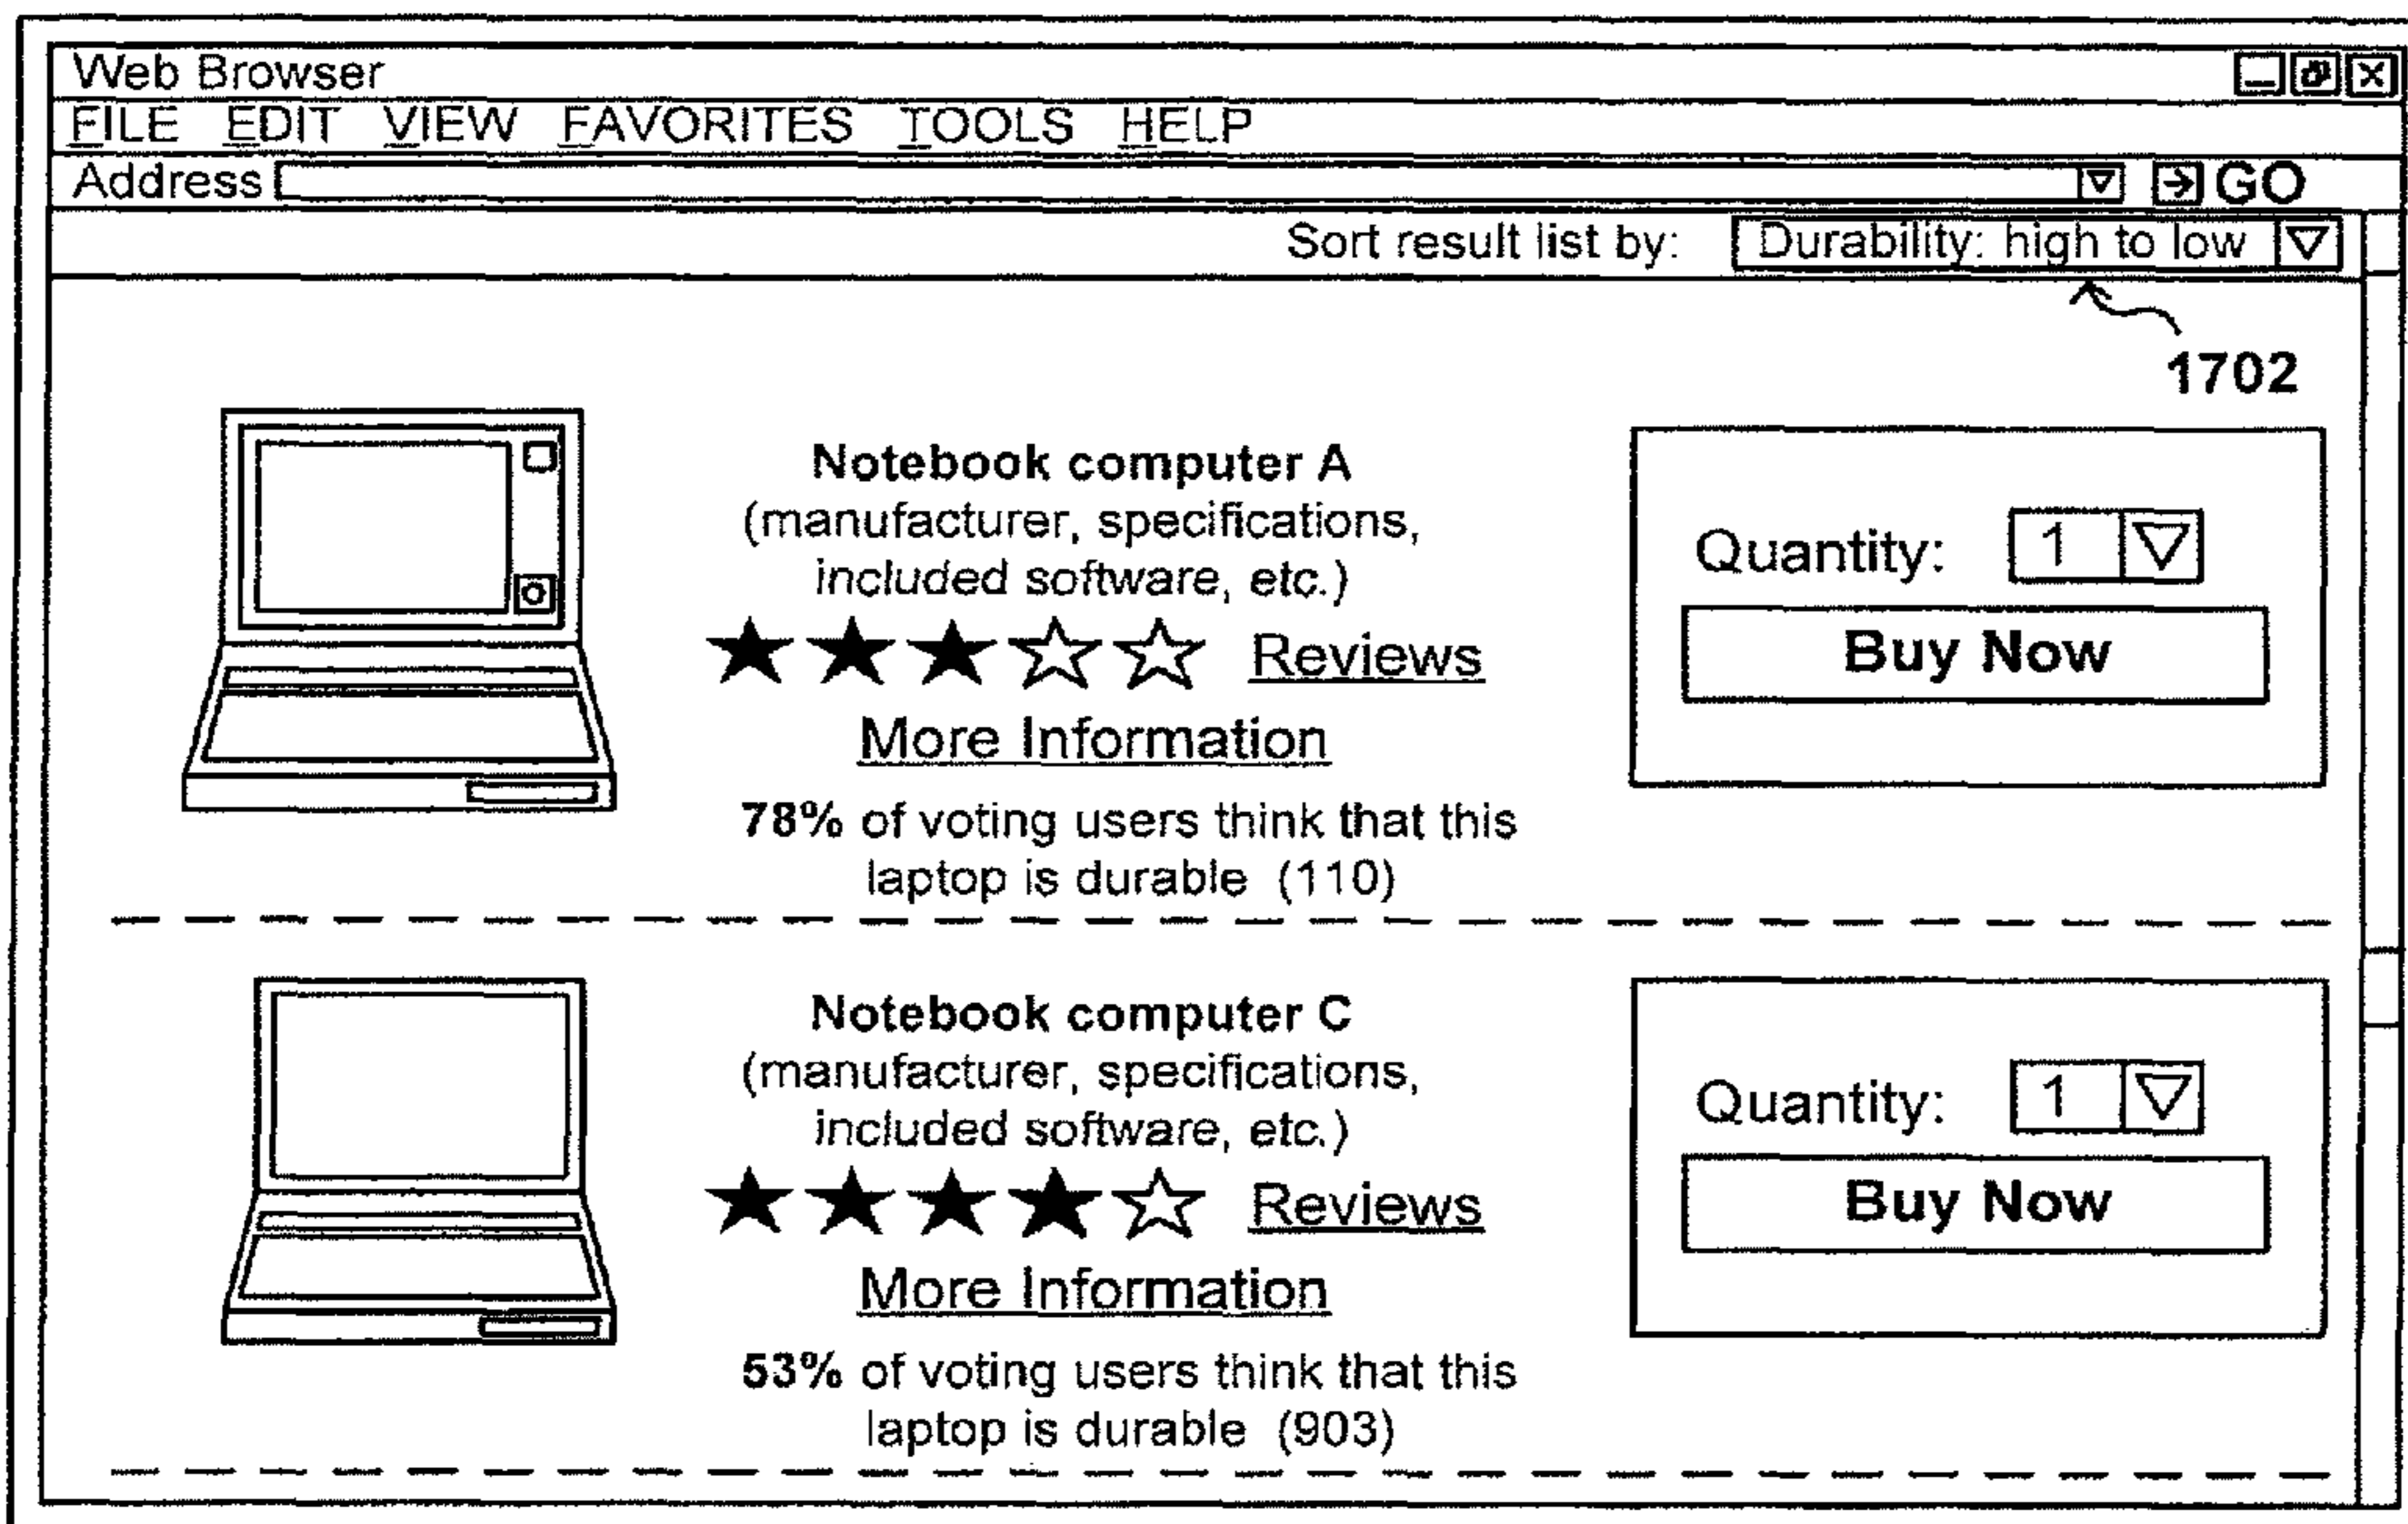 Web Browser
FILE EDIT VIEW FAVORITES TOOLS HELP
Address GO
Sort result list by: Durability: high to low
1702
Notebook computer A
(manufacturer, specifications,
included software, etc.)
Reviews
More Information
78% of voting users think that this
laptop is durable (110)
Quantity: 1
Buy Now
Notebook computer C
(manufacturer, specifications,
included software, etc.)
Reviews
More Information
53% of voting users think that this
laptop is durable (903)
Quantity: 1
Buy Now